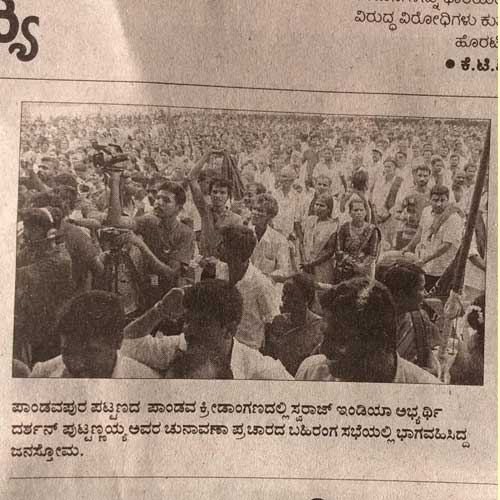 ವಿರುದ್ಧ ವಿರೋಧಿಗಳು
● ಕೆ.ಟಿ.
ಪಾಂಡವಪುರ ಪಟ್ಟಣದ ಪಾಂಡವ ಕ್ರೀಡಾಂಗಣದಲ್ಲಿ ಸ್ವರಾಜ್ ಇಂಡಿಯಾ ಅಭ್ಯರ್ಥಿ
ದರ್ಶನ್ ಪುಟ್ಟಣ್ಣಯ್ಯ ಅವರ ಚುನಾವಣಾ ಪ್ರಚಾರದ ಬಹಿರಂಗ ಸಭೆಯಲ್ಲಿ ಭಾಗವಹಿಸಿದ್ದ
ಜನಸ್ತೋಮ.